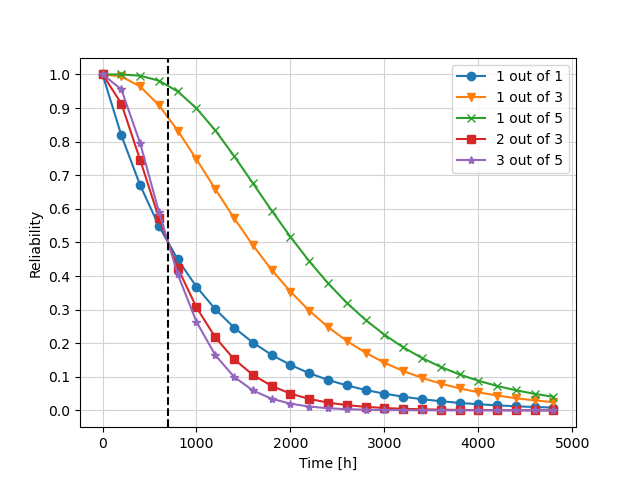 1.0
0.9
0.8
0.7
0.6
0.5
0.4
0.3
0.2
0.1
0.0
Reliability
0 1000 2000 3000 4000 5000
Time [h]
1 out of 1
1 out of 3
1 out of 5
2 out of 3
3 out of 5